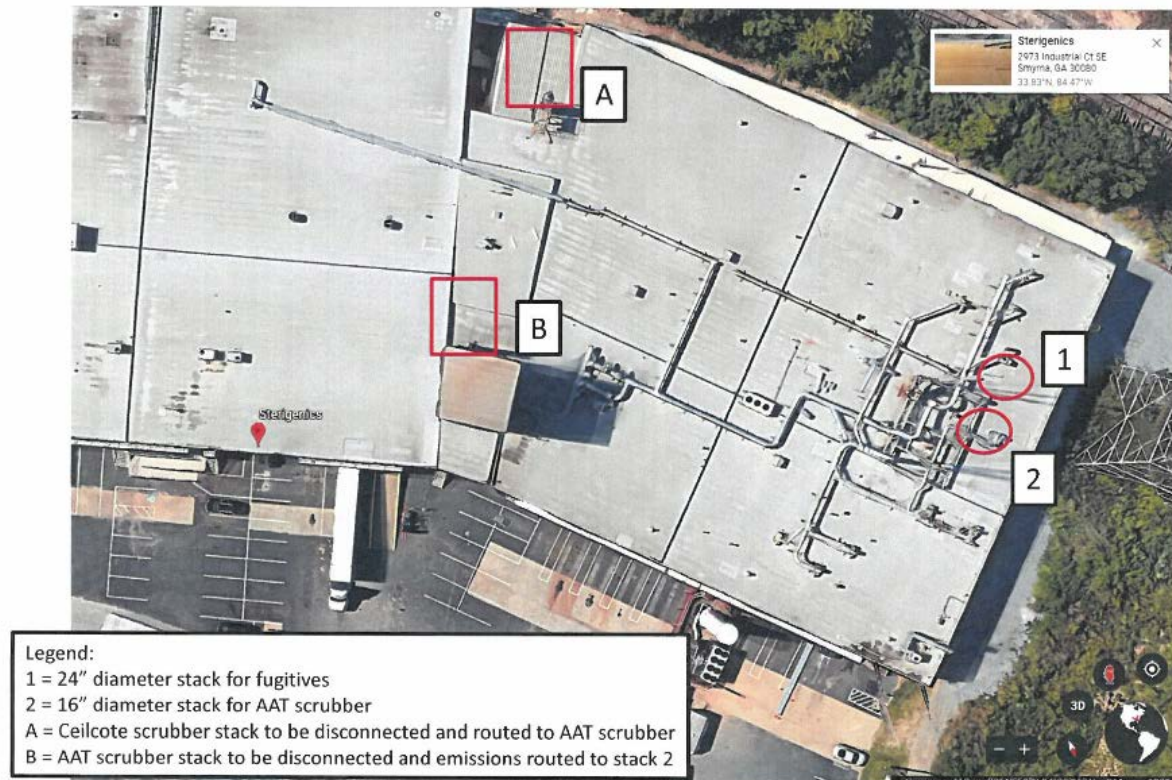 Sterigenics
2973 Industrial Ct SE
Smyrna, GA 30080
33.83°N, 84.47°W
A
B
1
2
Sterigenics
3D
Legend:
1 = 24” diameter stack for fugitives
2 = 16” diameter stack for AAT scrubber
A = Ceilcote scrubber stack to be disconnected and routed to AAT scrubber
B = AAT scrubber stack to be disconnected and emissions routed to stack 2